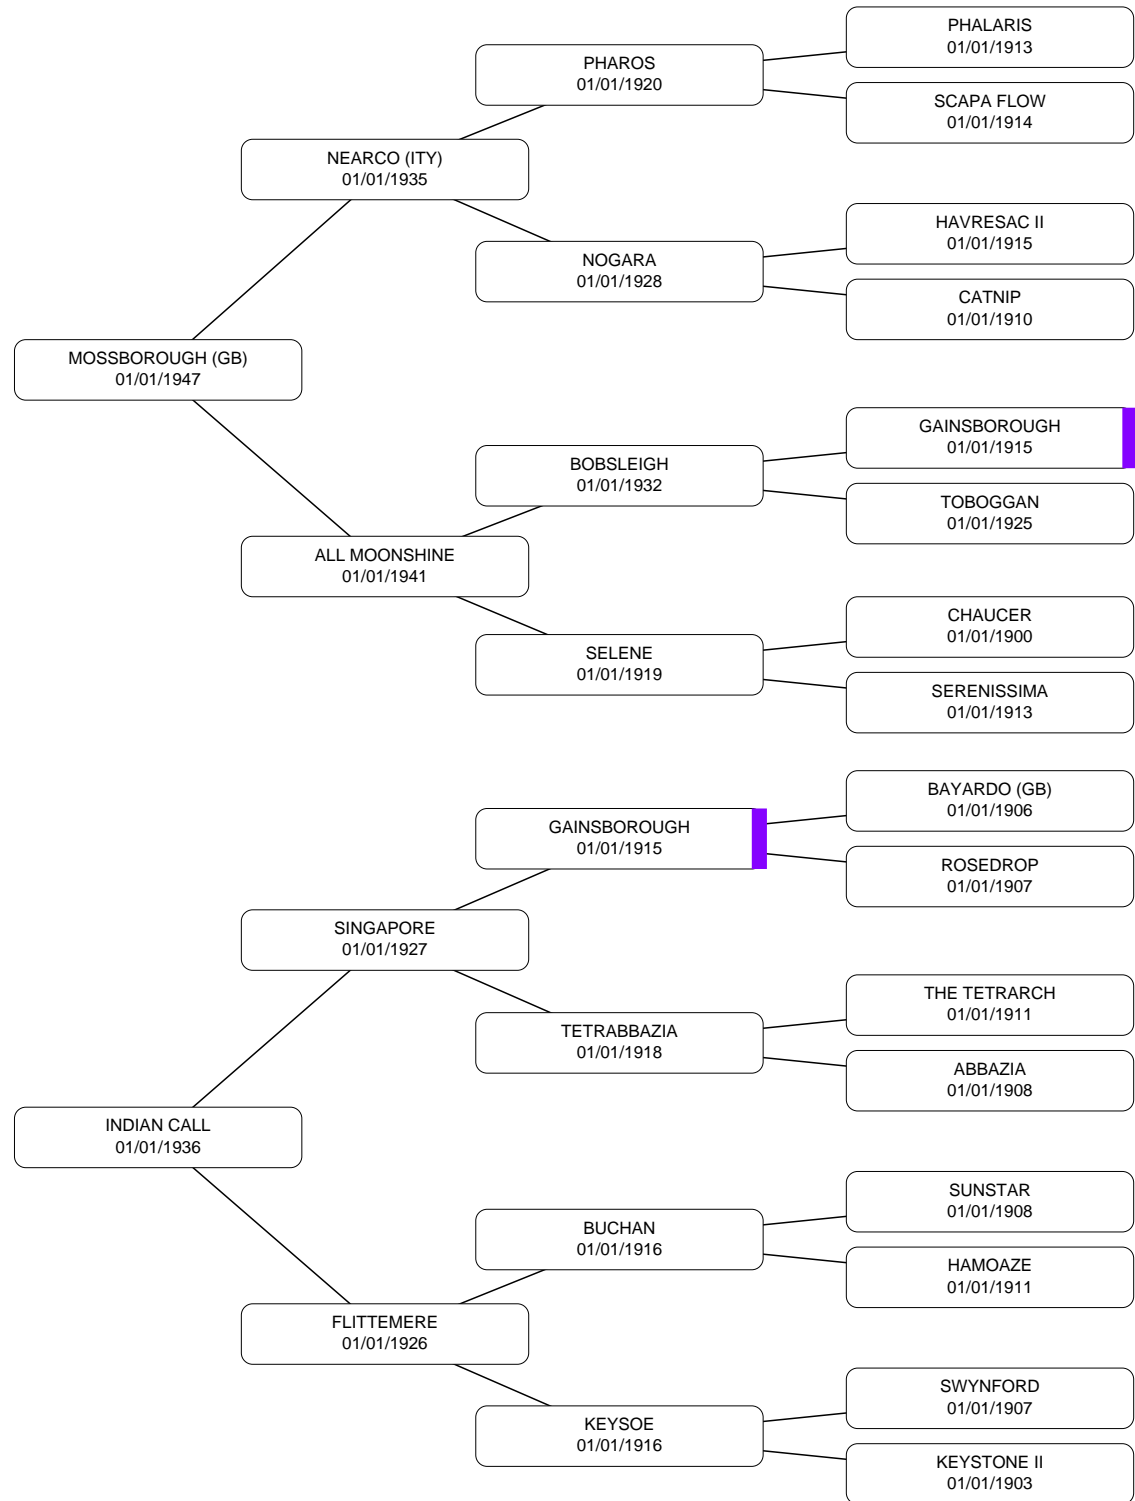 PHALARIS
01/01/1913
PHAROS
01/01/1920
SCAPA FLOW
01/01/1914
NEARCO (ITY)
01/01/1935
HAVRESAC II
01/01/1915
NOGARA
01/01/1928
CATNIP
01/01/1910
MOSSBOROUGH (GB)
01/01/1947
GAINSBOROUGH
01/01/1915
BOBSLEIGH
01/01/1932
TOBOGGAN
01/01/1925
ALL MOONSHINE
01/01/1941
CHAUCER
01/01/1900
SELENE
01/01/1919
SERENISSIMA
01/01/1913
BAYARDO (GB)
01/01/1906
GAINSBOROUGH
01/01/1915
ROSEDROP
01/01/1907
SINGAPORE
01/01/1927
THE TETRARCH
01/01/1911
TETRABBAZIA
01/01/1918
ABBAZIA
01/01/1908
INDIAN CALL
01/01/1936
SUNSTAR
01/01/1908
BUCHAN
01/01/1916
HAMOAZE
01/01/1911
FLITTEMERE
01/01/1926
SWYNFORD
01/01/1907
KEYSOE
01/01/1916
KEYSTONE II
01/01/1903